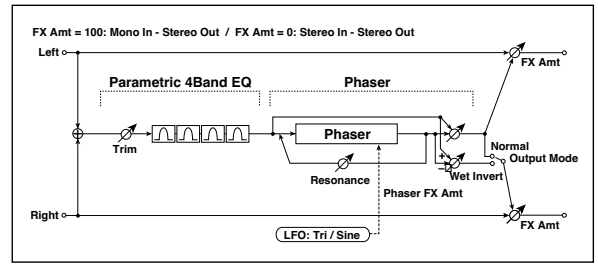 FX Amt = 100: Mono In - Stereo Out / FX Amt = 0: Stereo In - Stereo Out
Left
FX Amt
Parametric 4Band EQ
Phaser
Phaser
Trim
Resonance
+
−
Wet Invert
Normal
Output Mode
Phaser FX Amt
Right
FX Amt
LFO: Tri / Sine